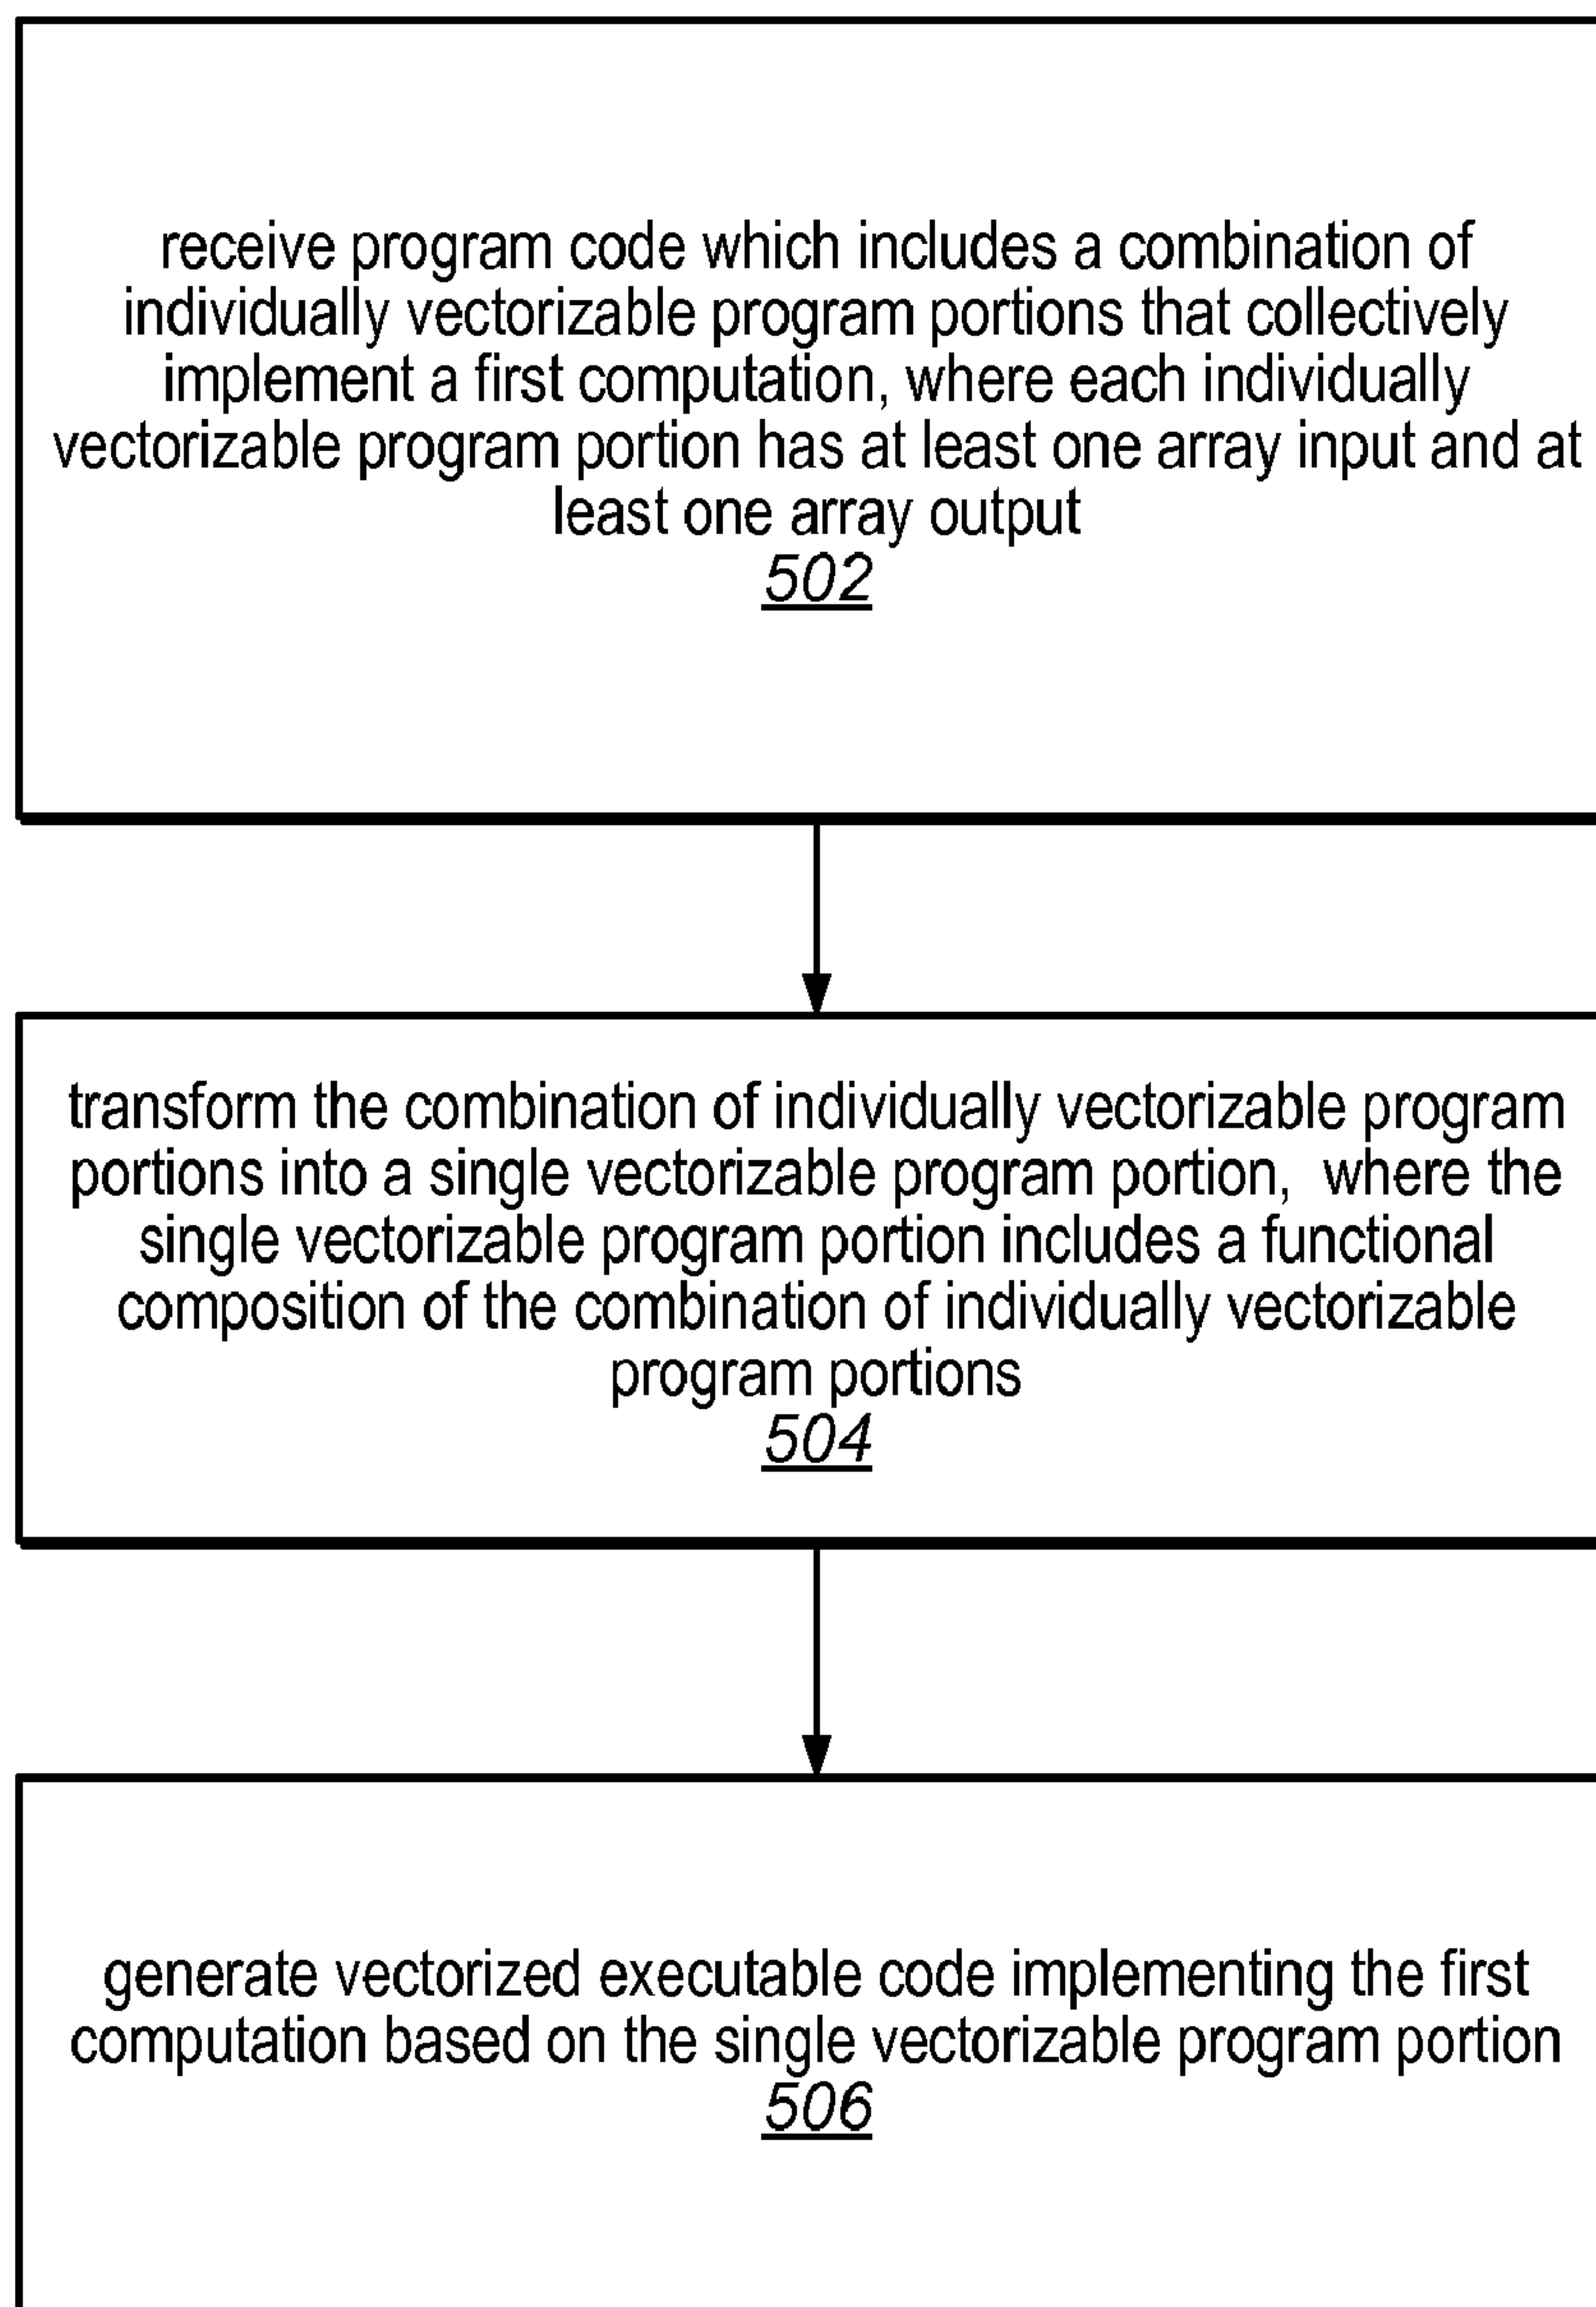 receive program code which includes a combination of
individually vectorizable program portions that collectively
implement a first computation, where each individually
vectorizable program portion has at least one array input and at
least one array output
502
transform the combination of individually vectorizable program
portions into a single vectorizable program portion,  where the
single vectorizable program portion includes a functional
composition of the combination of individually vectorizable
program portions
504
generate vectorized executable code implementing the first
computation based on the single vectorizable program portion
506